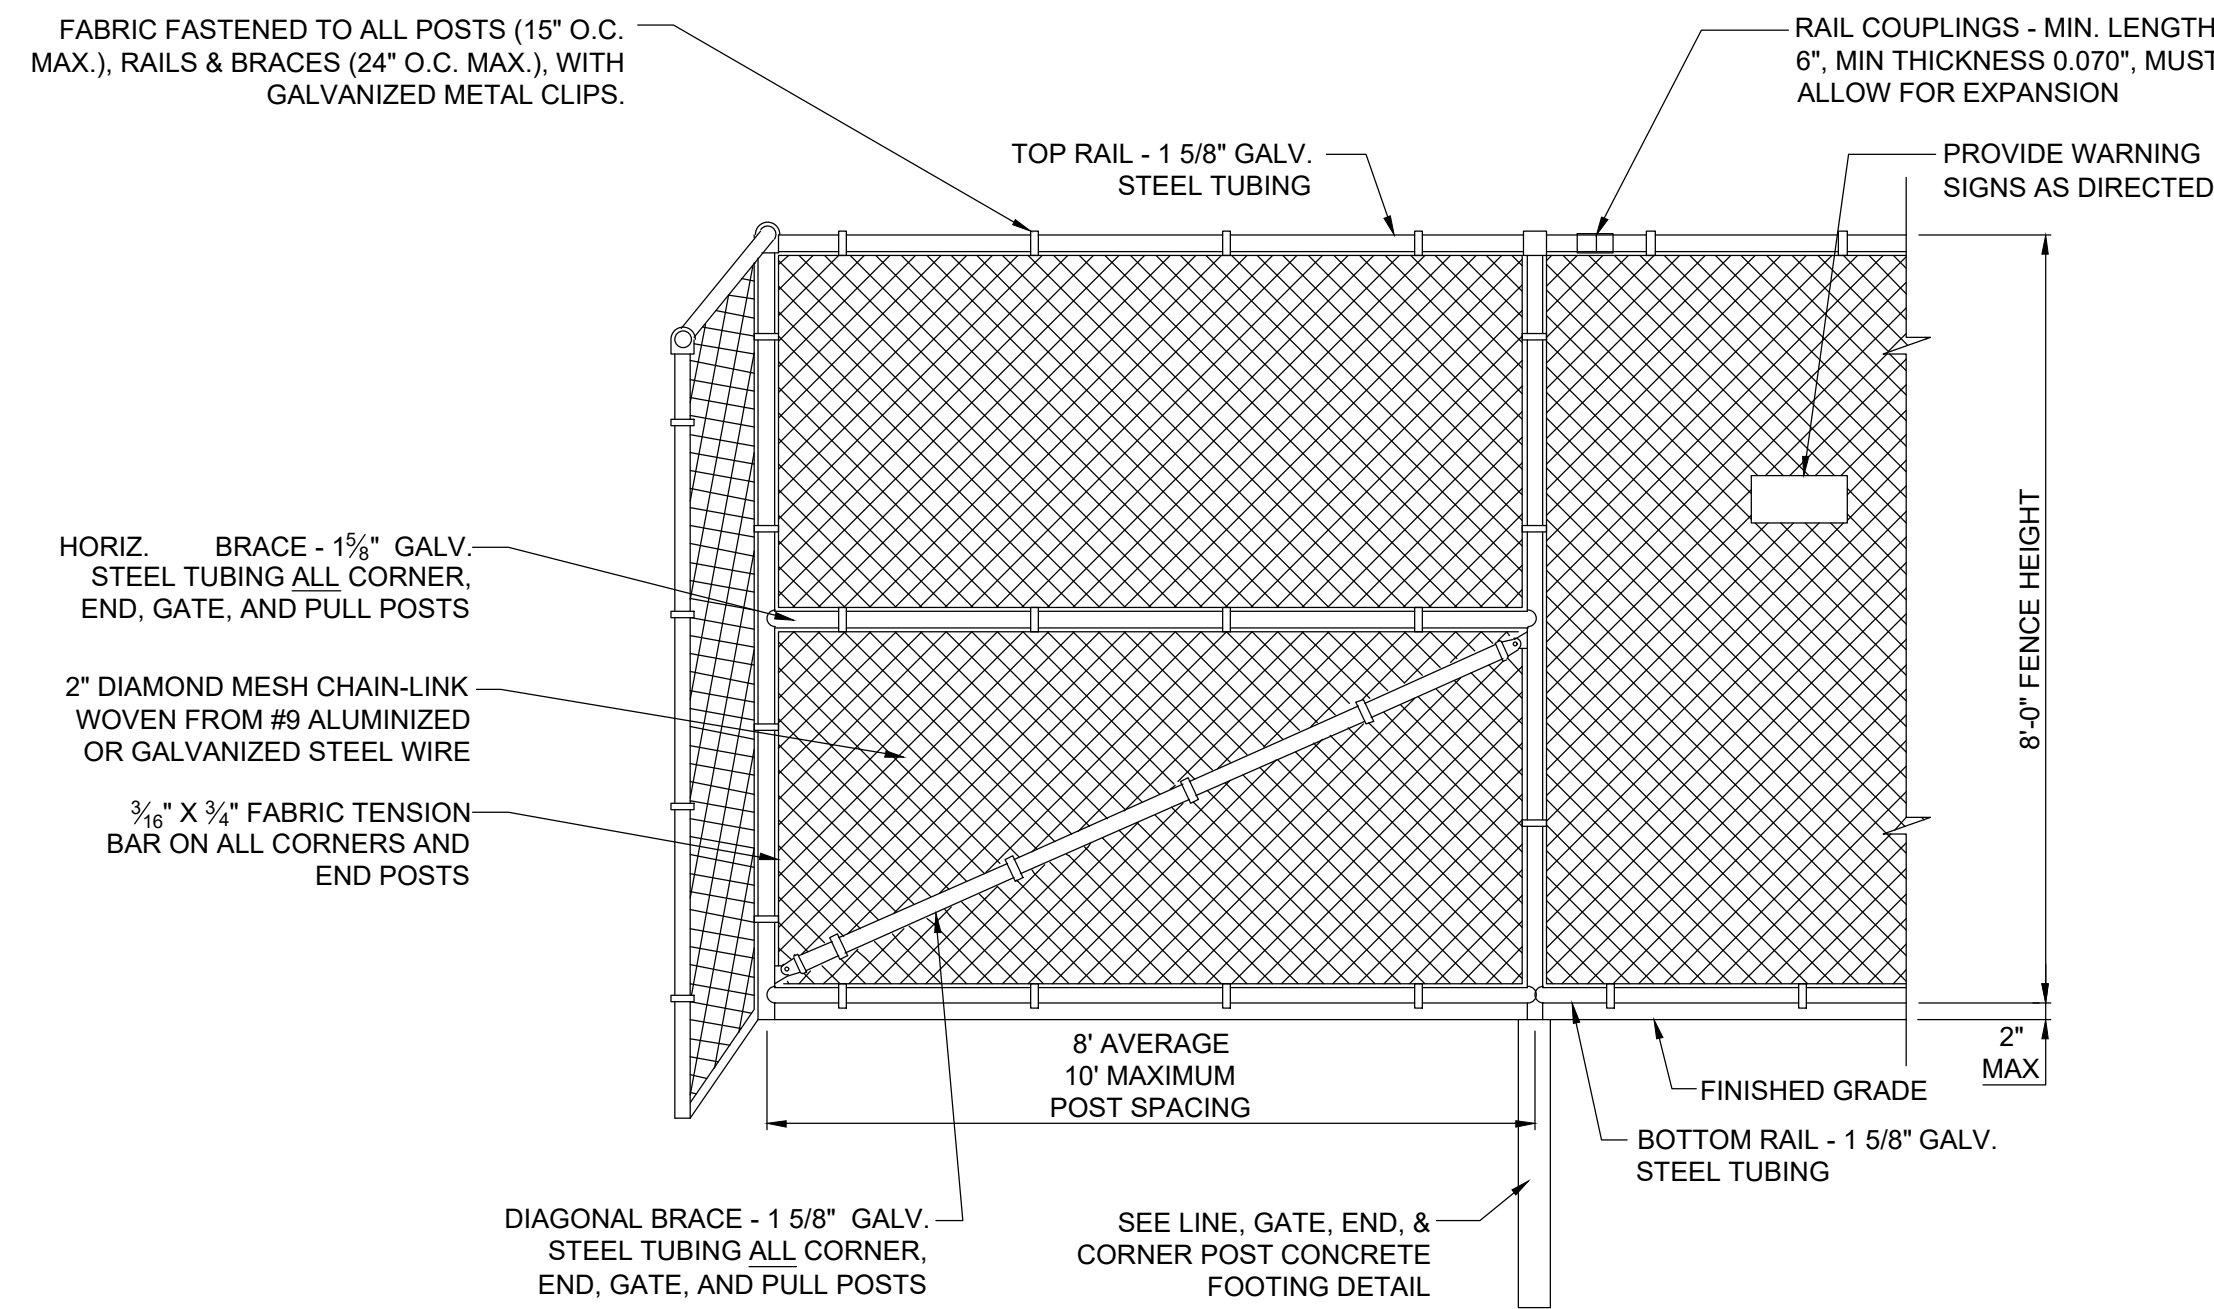 FABRIC FASTENED TO ALL POSTS (15" O.C.
MAX.), RAILS & BRACES (24" O.C. MAX.), WITH
GALVANIZED METAL CLIPS.
RAIL COUPLINGS - MIN. LENGTH
6", MIN THICKNESS 0.070", MUST
ALLOW FOR EXPANSION
TOP RAIL - 1 5/8" GALV.
STEEL TUBING
PROVIDE WARNING
SIGNS AS DIRECTED
HORIZ. BRACE - 1⅝" GALV.
STEEL TUBING ALL CORNER,
END, GATE, AND PULL POSTS
2" DIAMOND MESH CHAIN-LINK
WOVEN FROM #9 ALUMINIZED
OR GALVANIZED STEEL WIRE
3⁄16" X ¾" FABRIC TENSION
BAR ON ALL CORNERS AND
END POSTS
8'-0" FENCE HEIGHT
2"
MAX
8' AVERAGE
10' MAXIMUM
POST SPACING
FINISHED GRADE
BOTTOM RAIL - 1 5/8" GALV.
STEEL TUBING
DIAGONAL BRACE - 1 5/8" GALV.
STEEL TUBING ALL CORNER,
END, GATE, AND PULL POSTS
SEE LINE, GATE, END, &
CORNER POST CONCRETE
FOOTING DETAIL